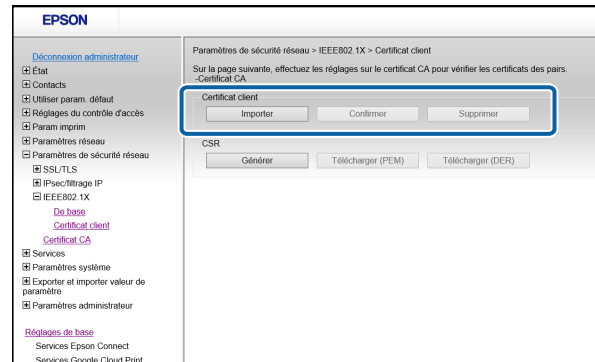 EPSON
Déconnexion administrateur
État
Contacts
Utiliser param. défaut
Réglages du contrôle d'accès
Param imprim
Paramètres réseau
Paramètres de sécurité réseau
SSL/TLS
IPsec/filtrage IP
IEEE802.1X
De base
Certificat client
Certificat CA
Services
Paramètres système
Exporter et importer valeur de
paramètre
Paramètres administrateur
Réglages de base
Services Epson Connect
Services Google Cloud Print
Paramètres de sécurité réseau > IEEE802.1X > Certificat client
Sur la page suivante, effectuez les réglages sur le certificat CA pour vérifier les certificats des pairs.
-Certificat CA
Certificat client
Importer Confirmer Supprimer
CSR
Générer Télécharger (PEM) Télécharger (DER)